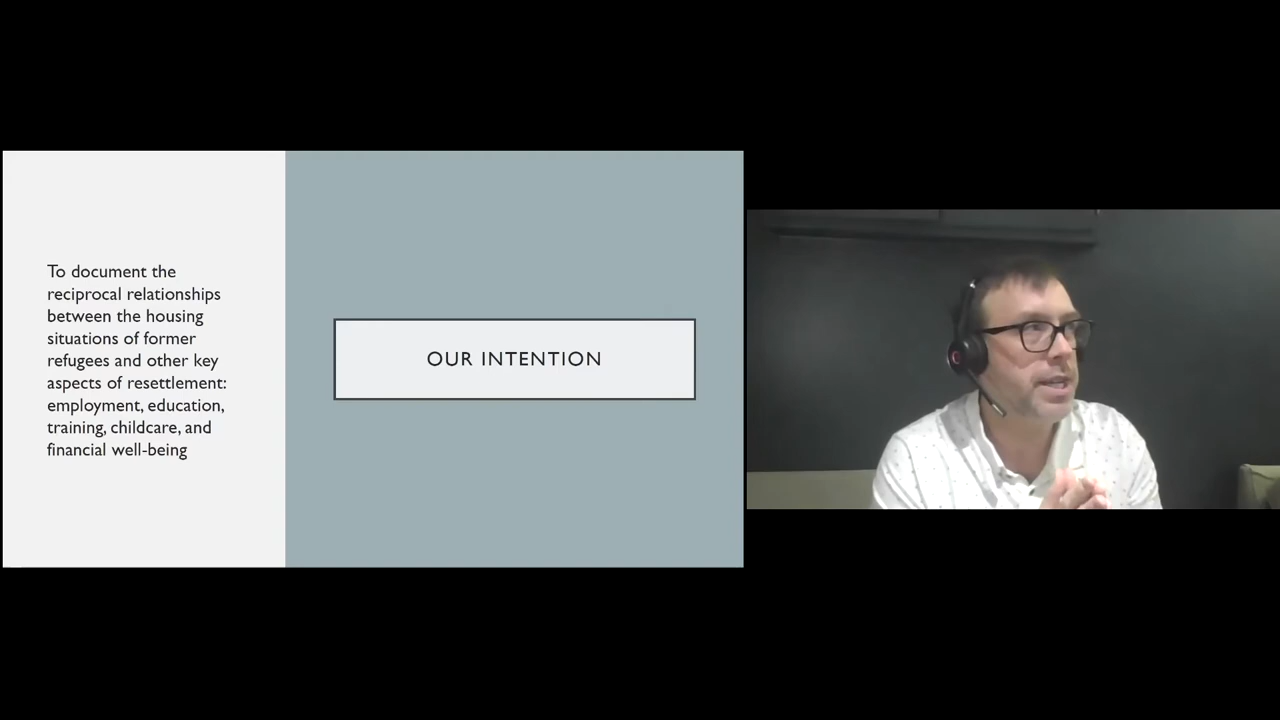 To document the
reciprocal relationships
between the housing
situations of former
refugees and other key
aspects of resettlement:
employment, education,
training, childcare, and
financial well-being
OUR INTENTION